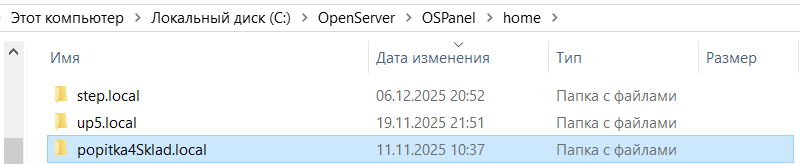 Этот компьютер > Локальный диск (C:) > OpenServer > OSPanel > home >
Имя Дата изменения Тип Размер
step.local 06.12.2025 20:52 Папка с файлами
up5.local 19.11.2025 21:51 Папка с файлами
popitka4Sklad.local 11.11.2025 10:37 Папка с файлами